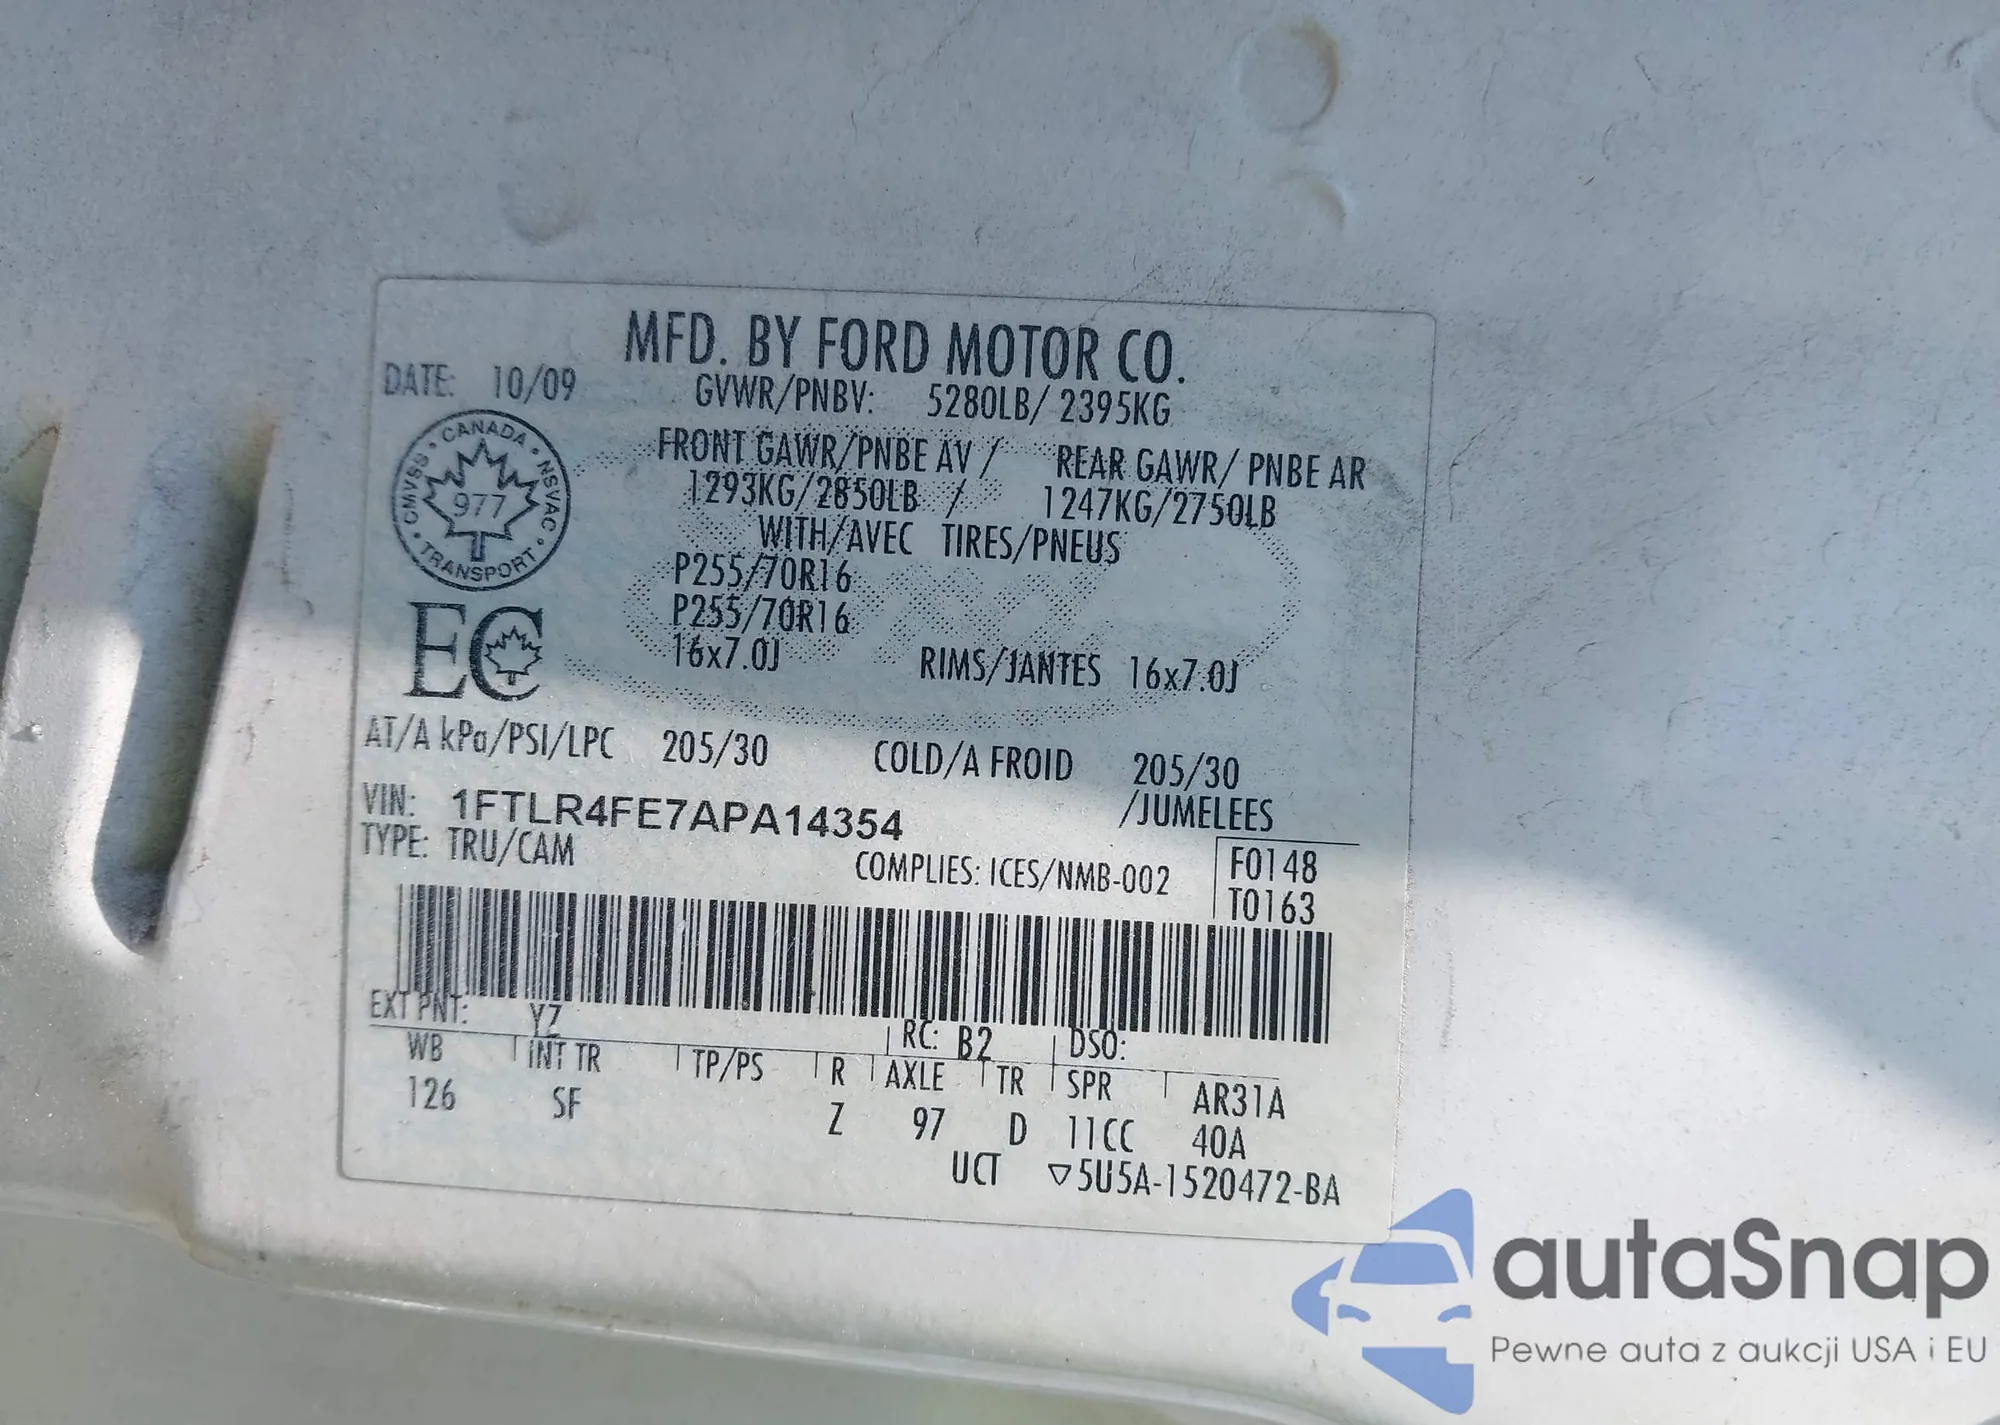 MFD. BY FORD MOTOR CO.
DATE: 10/09
GVWR/PNBV: 5280LB/ 2395KG
FRONT GAWR/PNBE AV / REAR GAWR/ PNBE AR
1293KG/2850LB / 1247KG/2750LB
WITH/AVEC TIRES/PNEUS
P255/70R16
P255/70R16
16x7.0J RIMS/JANTES 16x7.0J
CANADA · NSVAC · TRANSPORT · CMVSS ·
977
EC
AT/A kPa/PSI/LPC 205/30 COLD/A FROID 205/30
/JUMELEES
VIN: 1FTLR4FE7APA14354
TYPE: TRU/CAM
COMPLIES: ICES/NMB-002
F0148
T0163
EXT PNT: YZ RC: B2 DSO:
WB INT TR TP/PS R AXLE TR SPR AR31A
126 SF Z 97 D 11CC 40A
UCT ▽5U5A-1520472-BA
autaSnap
Pewne auta z aukcji USA i EU